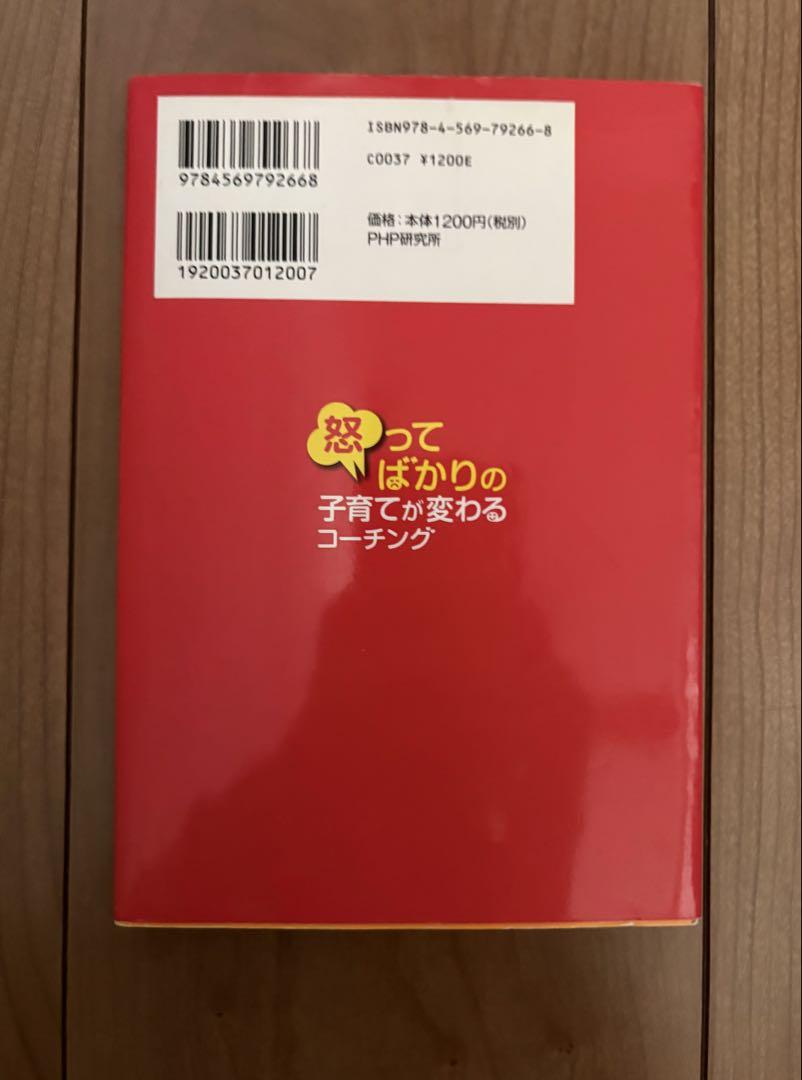 ISBN978-4-569-79266-8
C0037 ¥1200E
9784569792668
価格：本体1200円（税別）
PHP研究所
1920037012007
怒って
ばかりの
子育てが変わる
コーチング